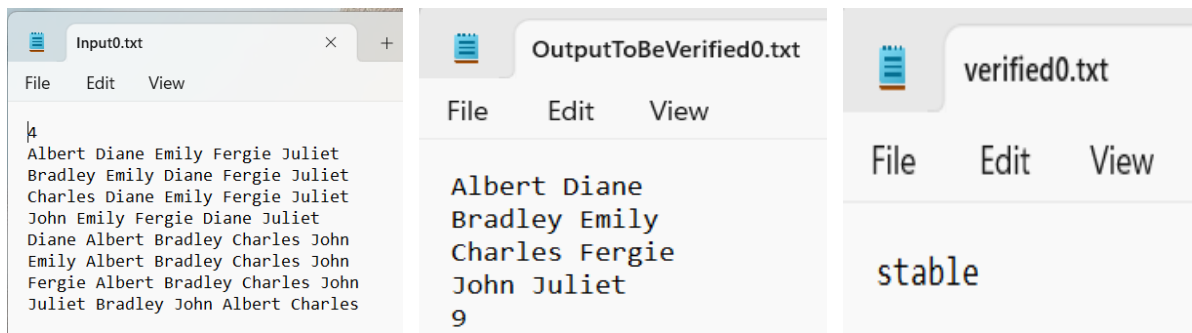 Input0.txt × +
File Edit View
4
Albert Diane Emily Fergie Juliet
Bradley Emily Diane Fergie Juliet
Charles Diane Emily Fergie Juliet
John Emily Fergie Diane Juliet
Diane Albert Bradley Charles John
Emily Albert Bradley Charles John
Fergie Albert Bradley Charles John
Juliet Bradley John Albert Charles
OutputToBeVerified0.txt
File Edit View
Albert Diane
Bradley Emily
Charles Fergie
John Juliet
9
verified0.txt
File Edit View
stable